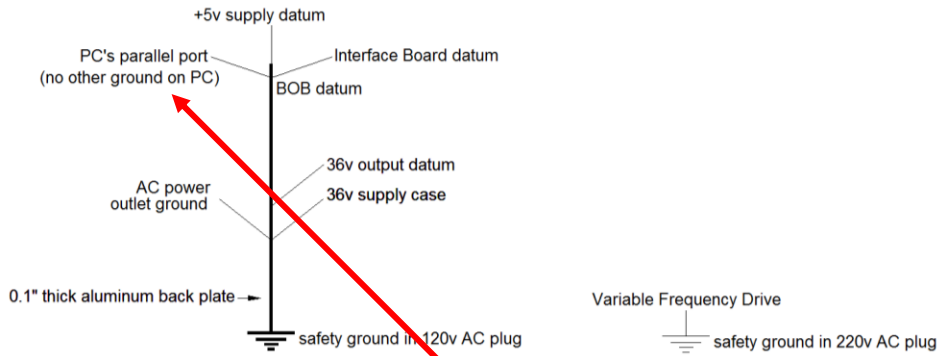 +5v supply datum
PC's parallel port
(no other ground on PC)
Interface Board datum
BOB datum
36v output datum
AC power
outlet ground
36v supply case
0.1" thick aluminum back plate
safety ground in 120v AC plug
Variable Frequency Drive
safety ground in 220v AC plug